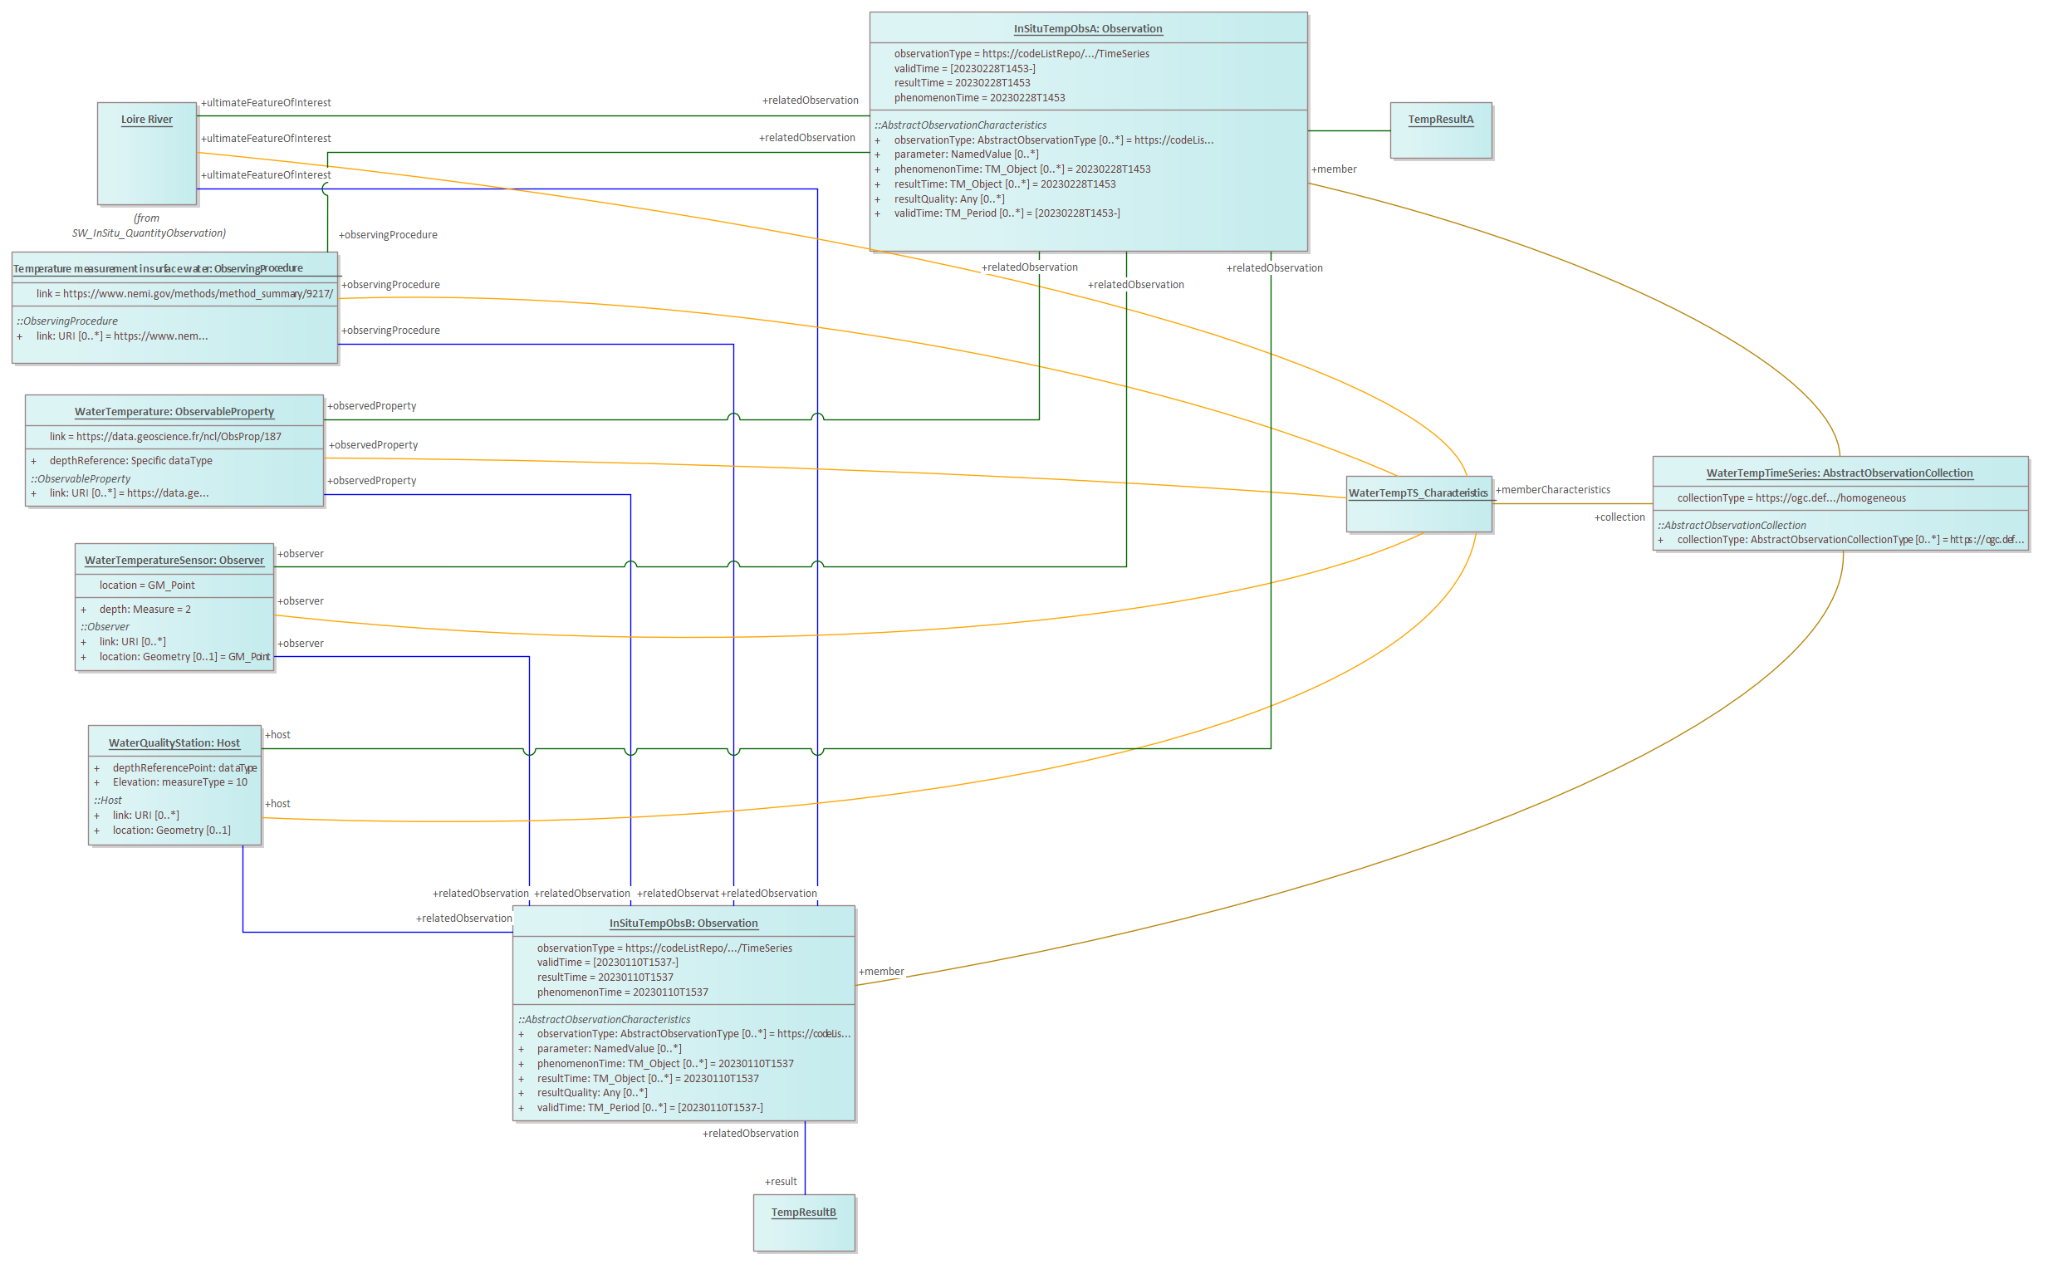 InSituTempObsA: Observation
observationType = https://codeListRepo/.../TimeSeries
validTime = [20230228T1453-]
resultTime = 20230228T1453
phenomenonTime = 20230228T1453
::AbstractObservationCharacteristics
+ observationType: AbstractObservationType [0..*] = https://codeLis...
+ parameter: NamedValue [0..*]
+ phenomenonTime: TM_Object [0..*] = 20230228T1453
+ resultTime: TM_Object [0..*] = 20230228T1453
+ resultQuality: Any [0..*]
+ validTime: TM_Period [0..*] = [20230228T1453-]
+ultimateFeatureOfInterest
+relatedObservation
Loire River
+ultimateFeatureOfInterest
+relatedObservation
+ultimateFeatureOfInterest
(from
SW_InSitu_QuantityObservation)
TempResultA
+member
+observingProcedure
Temperature measurement in surface water: ObservingProcedure
link = https://www.nemi.gov/methods/method_summary/9217/
::ObservingProcedure
+ link: URI [0..*] = https://www.nem...
+observingProcedure
+observingProcedure
+relatedObservation
+relatedObservation
+relatedObservation
WaterTemperature: ObservableProperty
link = https://data.geoscience.fr/ncl/ObsProp/187
+ depthReference: Specific dataType
::ObservableProperty
+ link: URI [0..*] = https://data.ge...
+observedProperty
+observedProperty
+observedProperty
WaterTempTS_Characteristics
+memberCharacteristics
+collection
WaterTempTimeSeries: AbstractObservationCollection
collectionType = https://ogc.def.../homogeneous
::AbstractObservationCollection
+ collectionType: AbstractObservationCollectionType [0..*] = https://ogc.def...
WaterTemperatureSensor: Observer
location = GM_Point
+ depth: Measure = 2
::Observer
+ link: URI [0..*]
+ location: Geometry [0..1] = GM_Point
+observer
+observer
+observer
WaterQualityStation: Host
+ depthReferencePoint: dataType
+ Elevation: measureType = 10
::Host
+ link: URI [0..*]
+ location: Geometry [0..1]
+host
+host
+relatedObservation
+relatedObservation
+relatedObservat
+relatedObservation
+relatedObservation
InSituTempObsB: Observation
observationType = https://codeListRepo/.../TimeSeries
validTime = [20230110T1537-]
resultTime = 20230110T1537
phenomenonTime = 20230110T1537
::AbstractObservationCharacteristics
+ observationType: AbstractObservationType [0..*] = https://codeLis...
+ parameter: NamedValue [0..*]
+ phenomenonTime: TM_Object [0..*] = 20230110T1537
+ resultTime: TM_Object [0..*] = 20230110T1537
+ resultQuality: Any [0..*]
+ validTime: TM_Period [0..*] = [20230110T1537-]
+member
+relatedObservation
+result
TempResultB